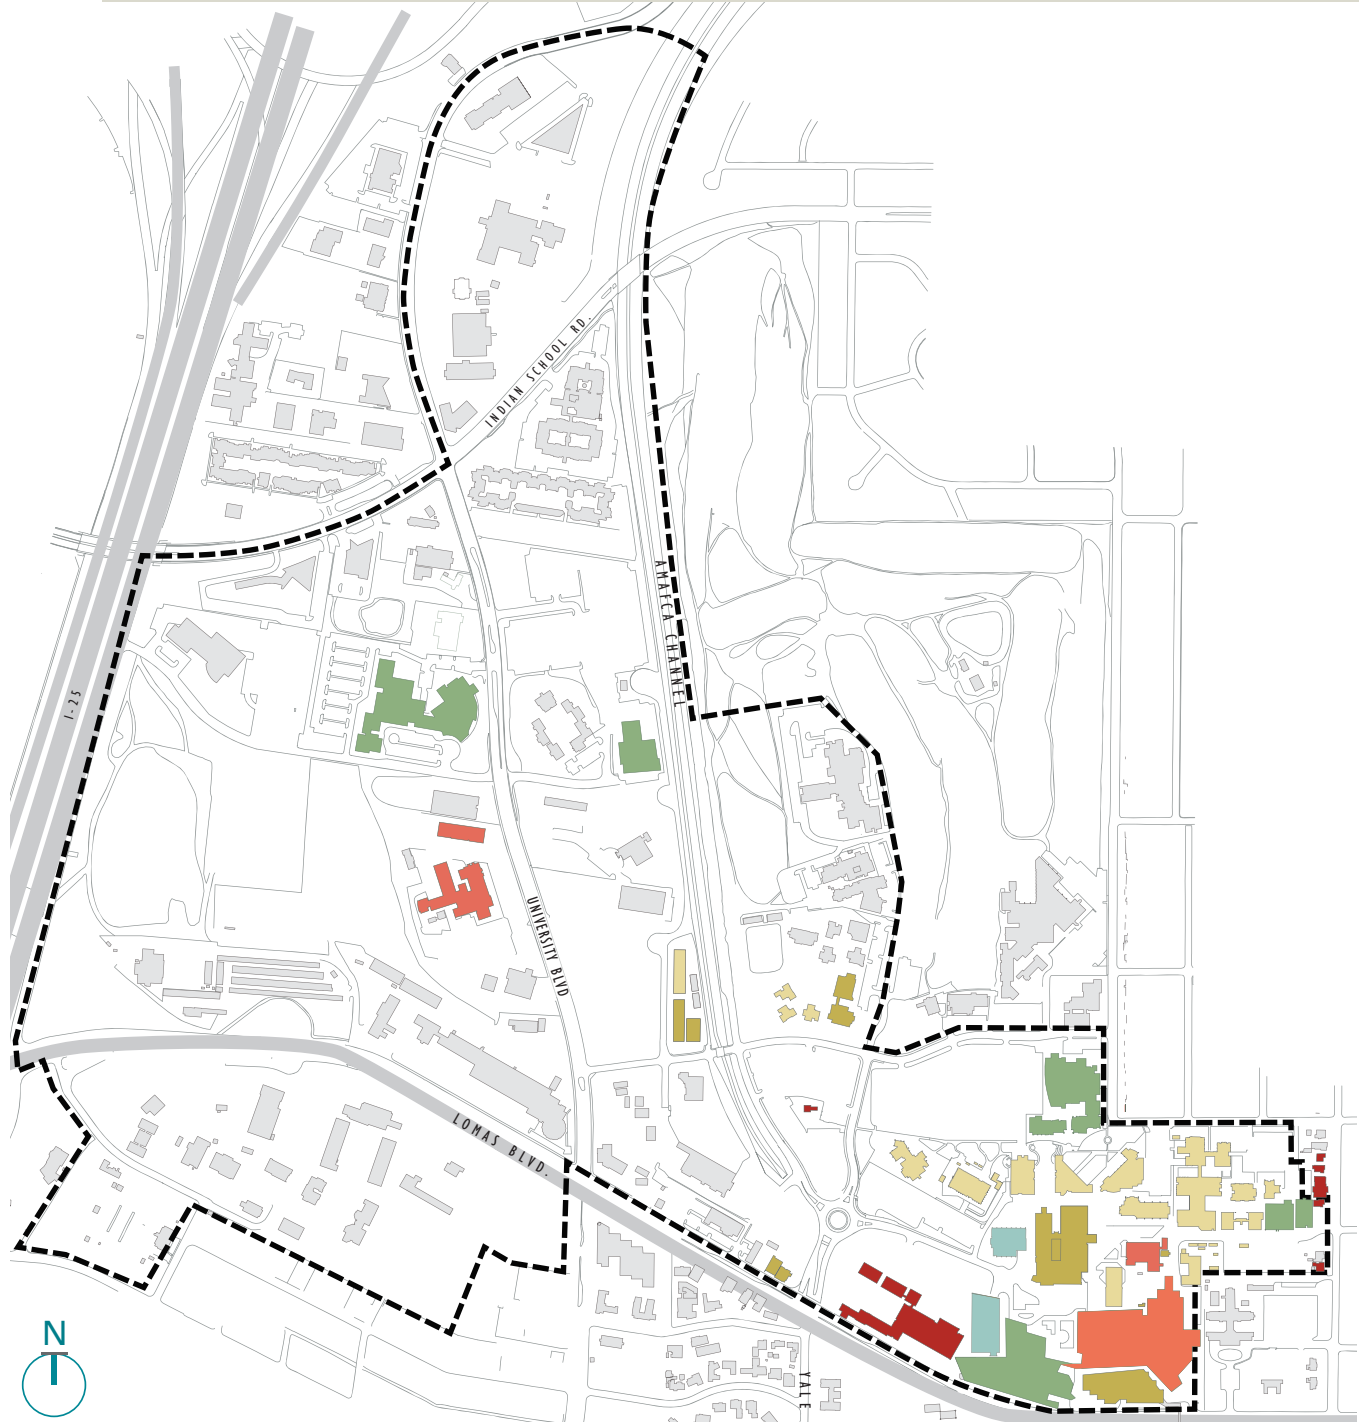 INDIAN SCHOOL RD.
AMAFCA CHANNEL
I-25
UNIVERSITY BLVD
LOMAS BLVD.
N
YALE